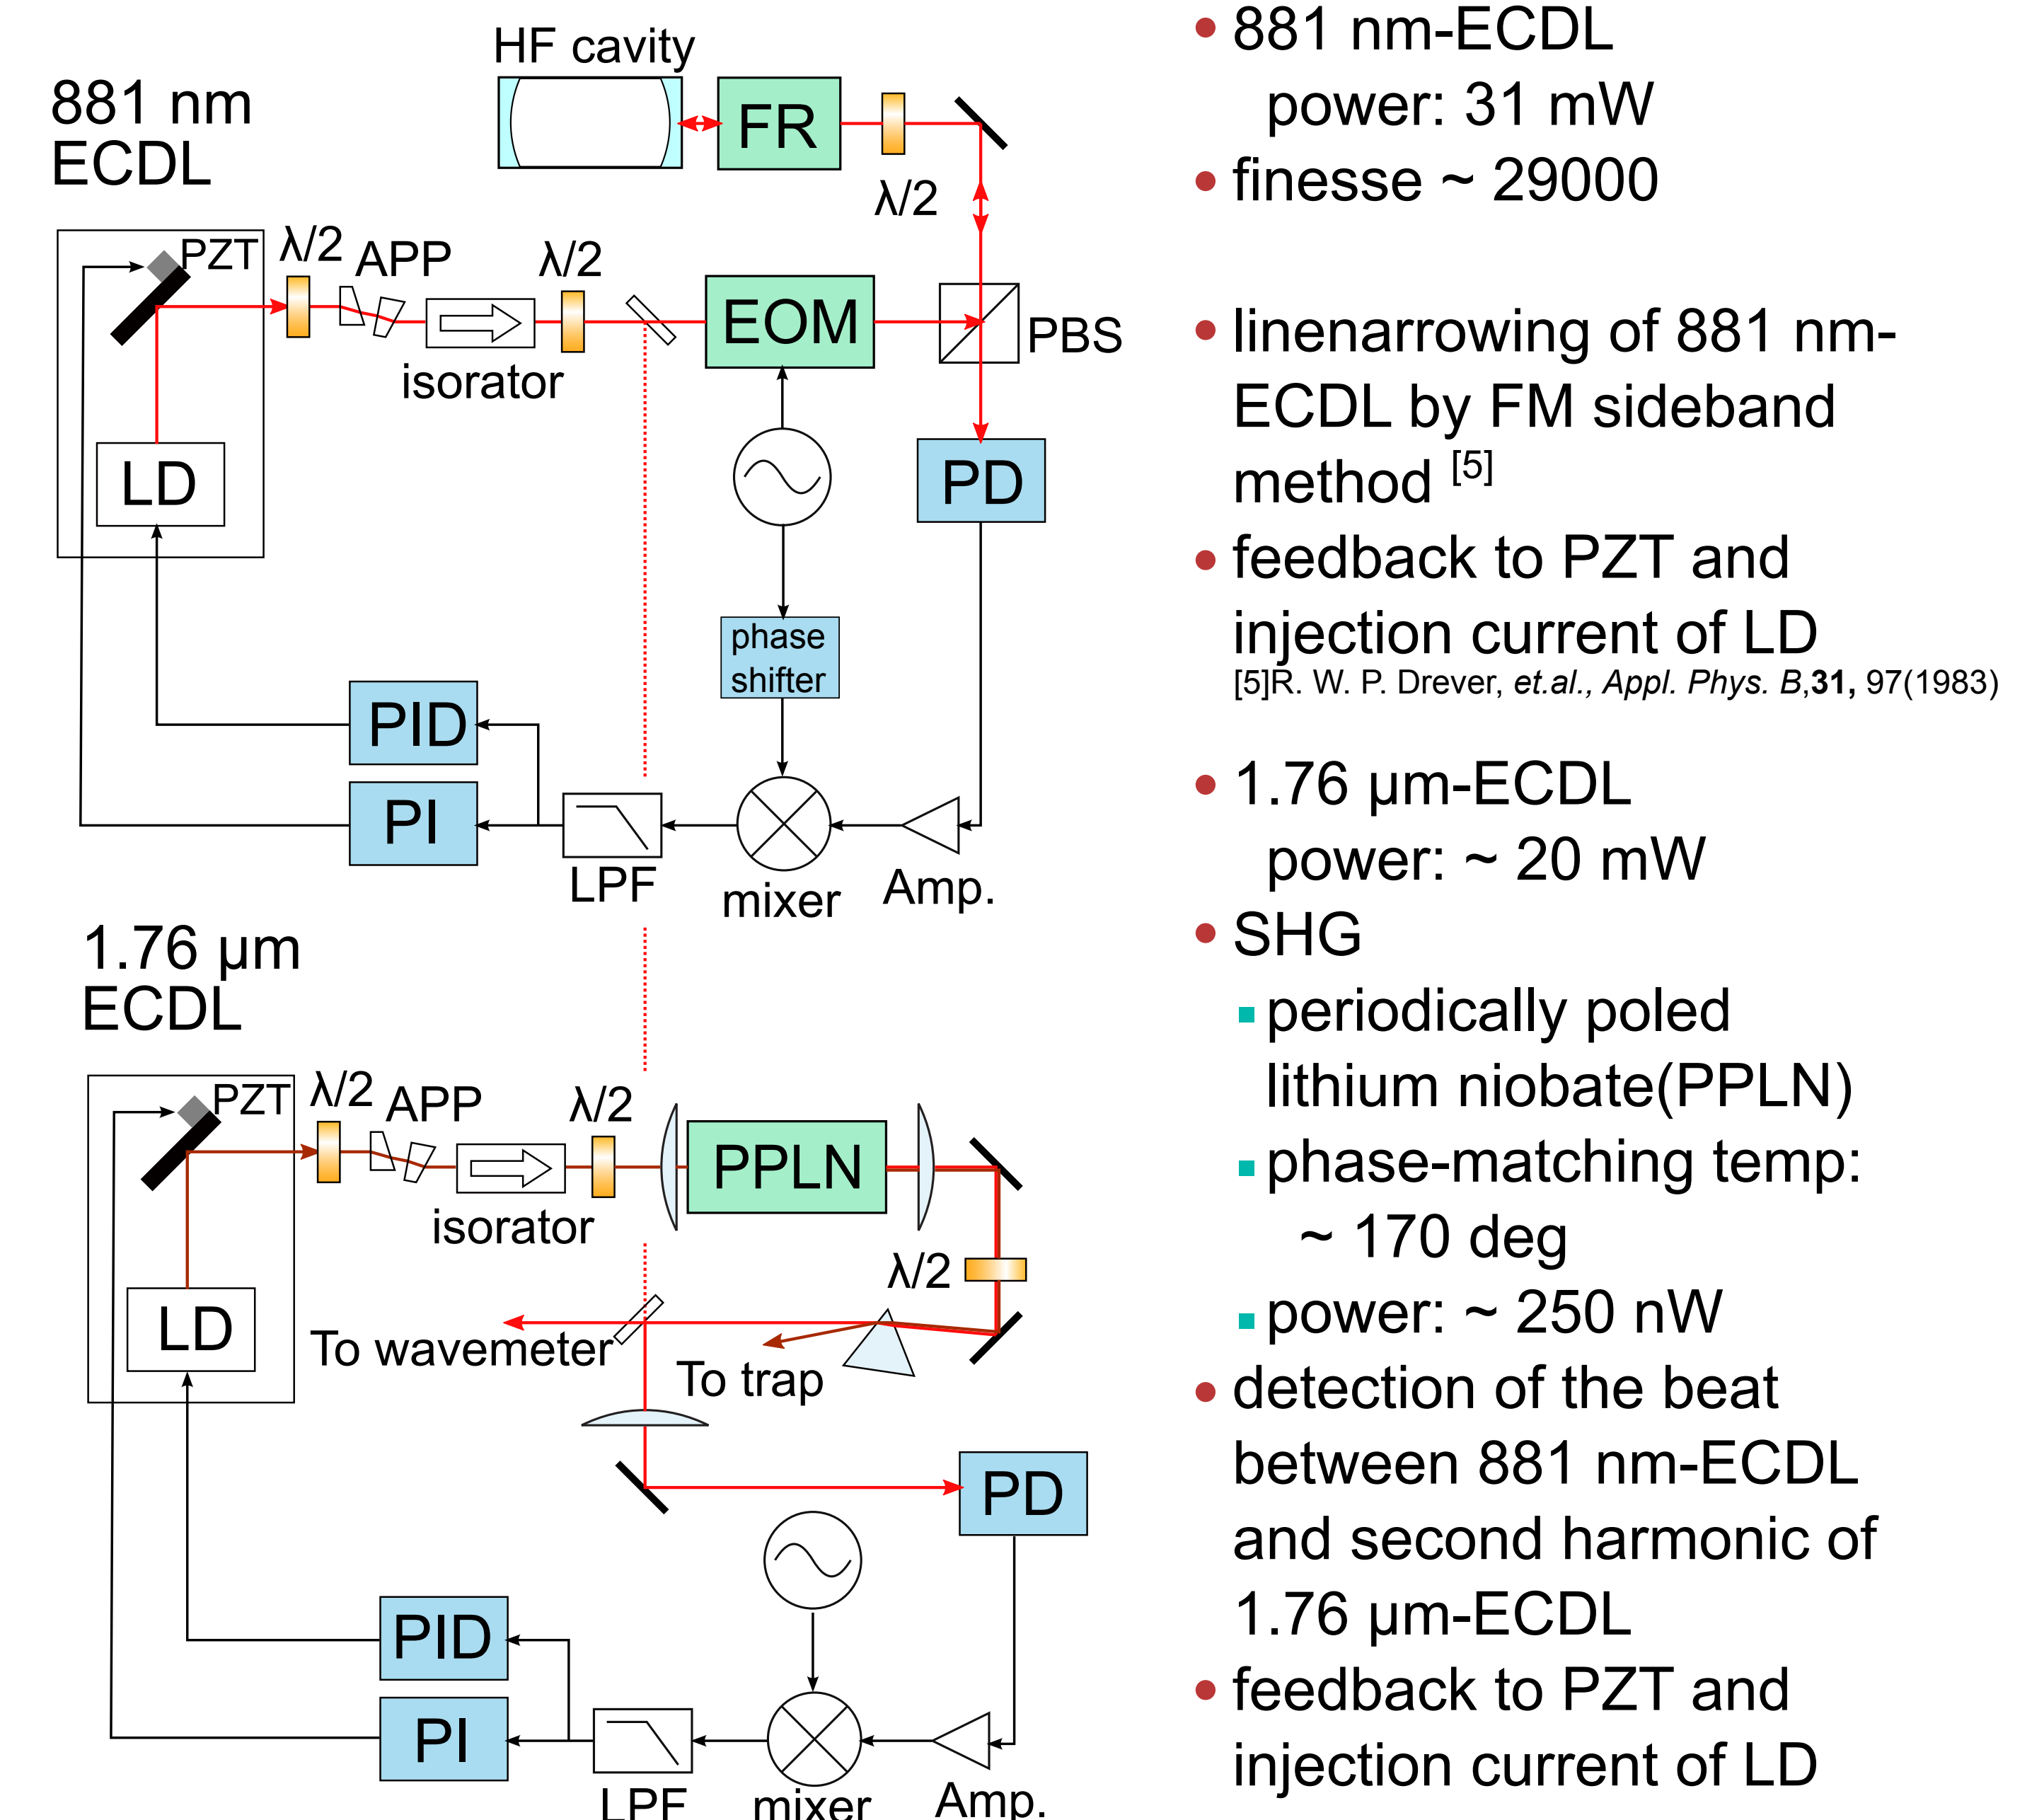 HF cavity
881 nm
ECDL
FR
λ/2
PZT
λ/2
APP
λ/2
isorator
EOM
PBS
LD
PD
phase
shifter
PID
PI
LPF
mixer
Amp.
1.76 µm
ECDL
PZT
λ/2
APP
λ/2
isorator
PPLN
λ/2
LD
To wavemeter
To trap
PD
PID
PI
LPF
mixer
Amp.
881 nm-ECDL
power: 31 mW
finesse ~ 29000
linenarrowing of 881 nm-
ECDL by FM sideband
method [5]
feedback to PZT and
injection current of LD
[5]R. W. P. Drever, et.al., Appl. Phys. B,31, 97(1983)
1.76 µm-ECDL
power: ~ 20 mW
SHG
periodically poled
lithium niobate(PPLN)
phase-matching temp:
~ 170 deg
power: ~ 250 nW
detection of the beat
between 881 nm-ECDL
and second harmonic of
1.76 µm-ECDL
feedback to PZT and
injection current of LD